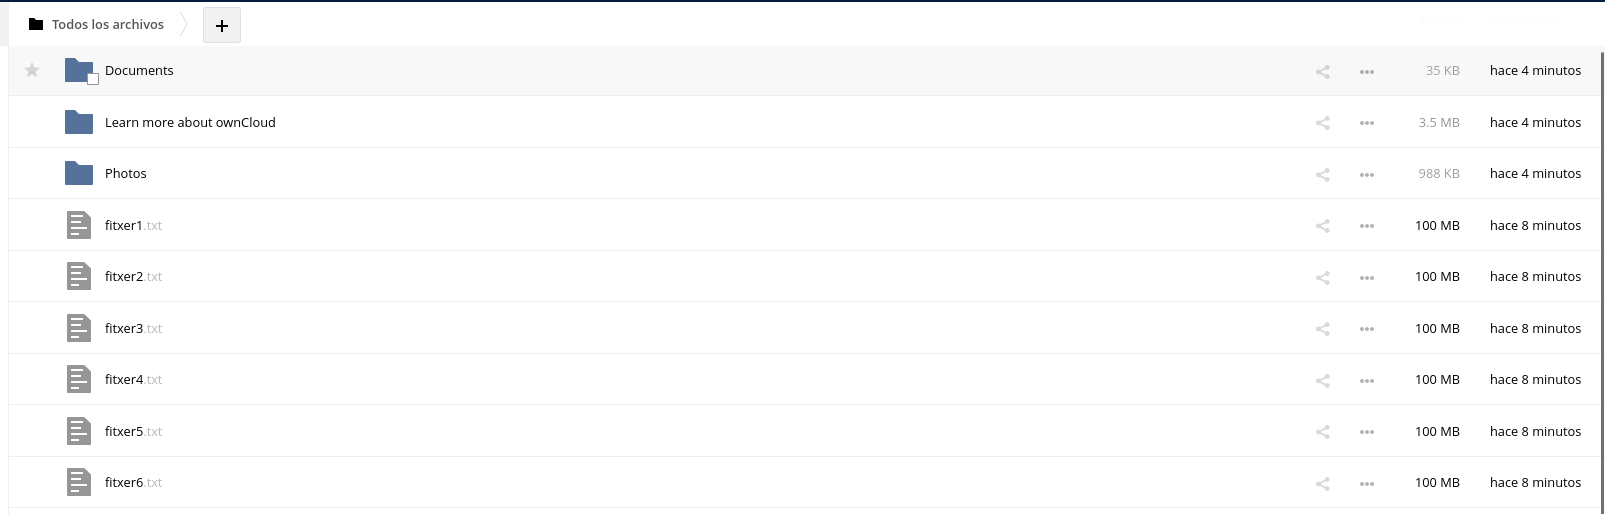 Todos los archivos
+
Documents 35 KB hace 4 minutos
Learn more about ownCloud 3.5 MB hace 4 minutos
Photos 988 KB hace 4 minutos
fitxer1.txt 100 MB hace 8 minutos
fitxer2.txt 100 MB hace 8 minutos
fitxer3.txt 100 MB hace 8 minutos
fitxer4.txt 100 MB hace 8 minutos
fitxer5.txt 100 MB hace 8 minutos
fitxer6.txt 100 MB hace 8 minutos